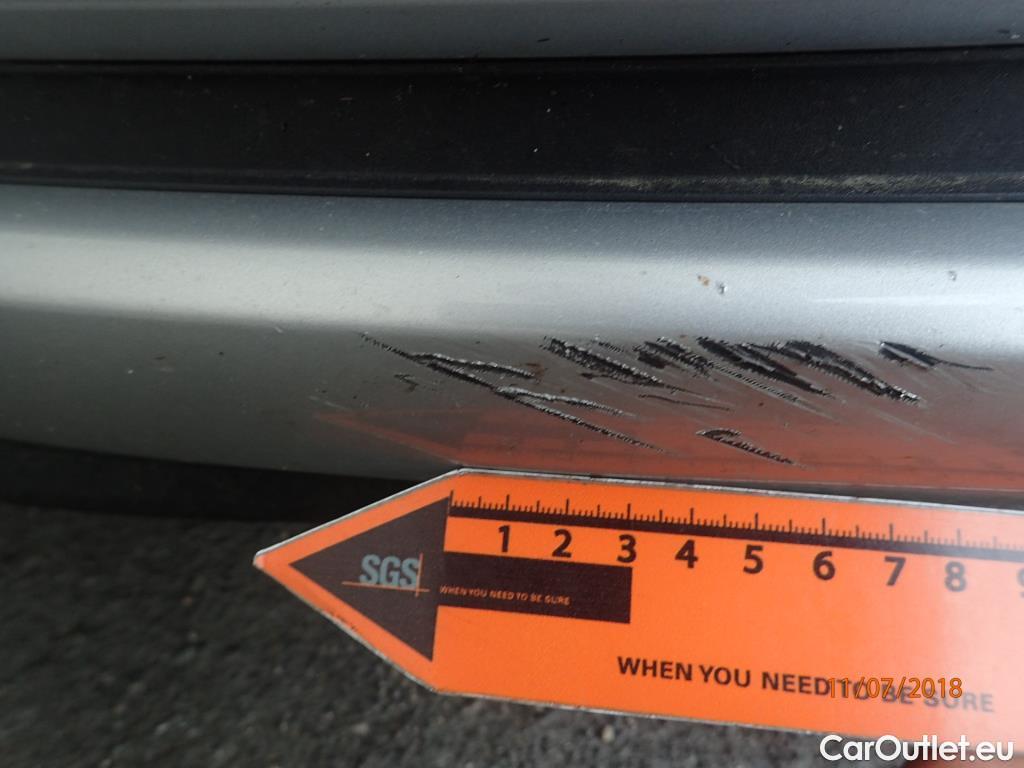 1 2 3 4 5 6 7 8 9
SGS
WHEN YOU NEED TO BE SURE
WHEN YOU NEED TO BE SURE
11/07/2018
CarOutlet.eu